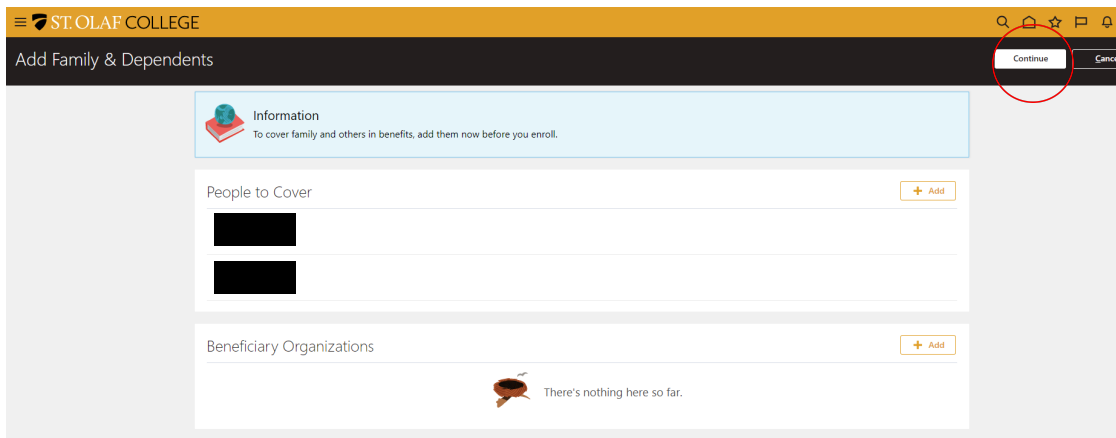 ST. OLAF COLLEGE
Add Family & Dependents
Continue
Information
To cover family and others in benefits, add them now before you enroll.
People to Cover
+ Add
Beneficiary Organizations
+ Add
There's nothing here so far.